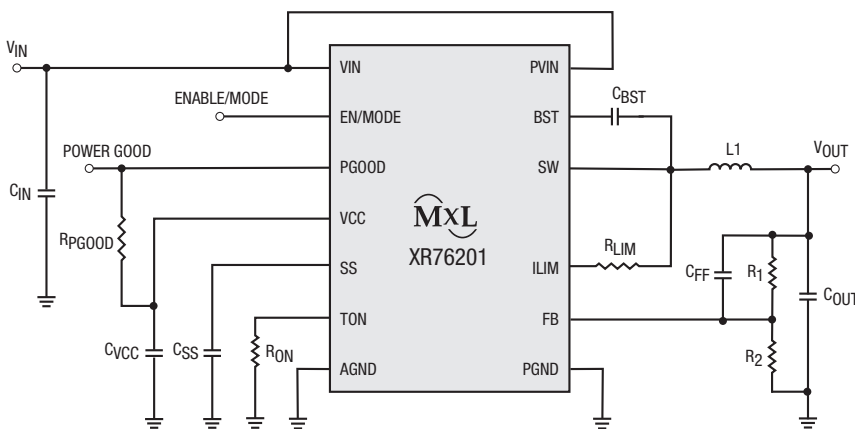 VIN
ENABLE/MODE
POWER GOOD
CIN
RPGOOD
CVCC
CSS
RON
VIN
EN/MODE
PGOOD
VCC
SS
TON
AGND
MXL
XR76201
PVIN
BST
SW
ILIM
FB
PGND
CBST
L1
VOUT
RLIM
CFF
R1
COUT
R2